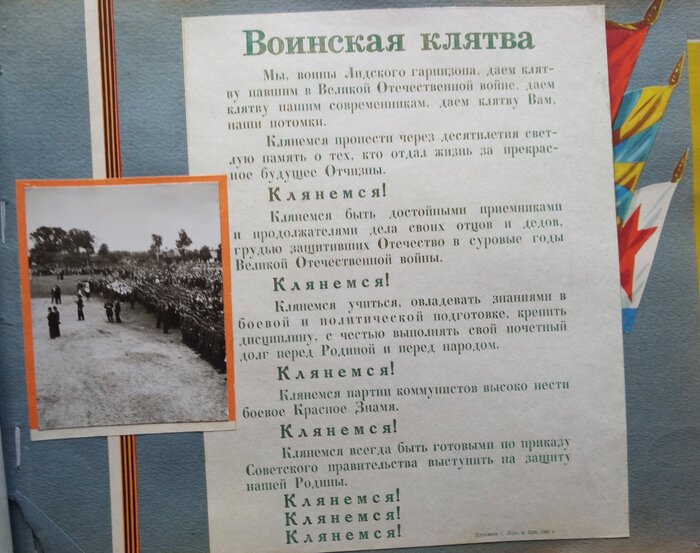 Воинская клятва
Мы, воины Лидского гарнизона, даем клят-
ву павшим в Великой Отечественной войне, даем
клятву нашим современникам, даем клятву Вам,
наши потомки.
Клянемся пронести через десятилетия свет-
лую память о тех, кто отдал жизнь за прекрас-
ное будущее Отчизны.
Клянемся!
Клянемся быть достойными приемниками
и продолжателями дела своих отцов и дедов,
грудью защитивших Отечество в суровые годы
Великой Отечественной войны.
Клянемся!
Клянемся учиться, овладевать знаниями в
боевой и политической подготовке, крепить
дисциплину, с честью выполнять свой почетный
долг перед Родиной и перед народом.
Клянемся!
Клянемся партии коммунистов высоко нести
боевое Красное Знамя.
Клянемся!
Клянемся всегда быть готовыми по приказу
Советского правительства выступить на защиту
нашей Родины.
Клянемся!
Клянемся!
Клянемся!
г. Лида, з.